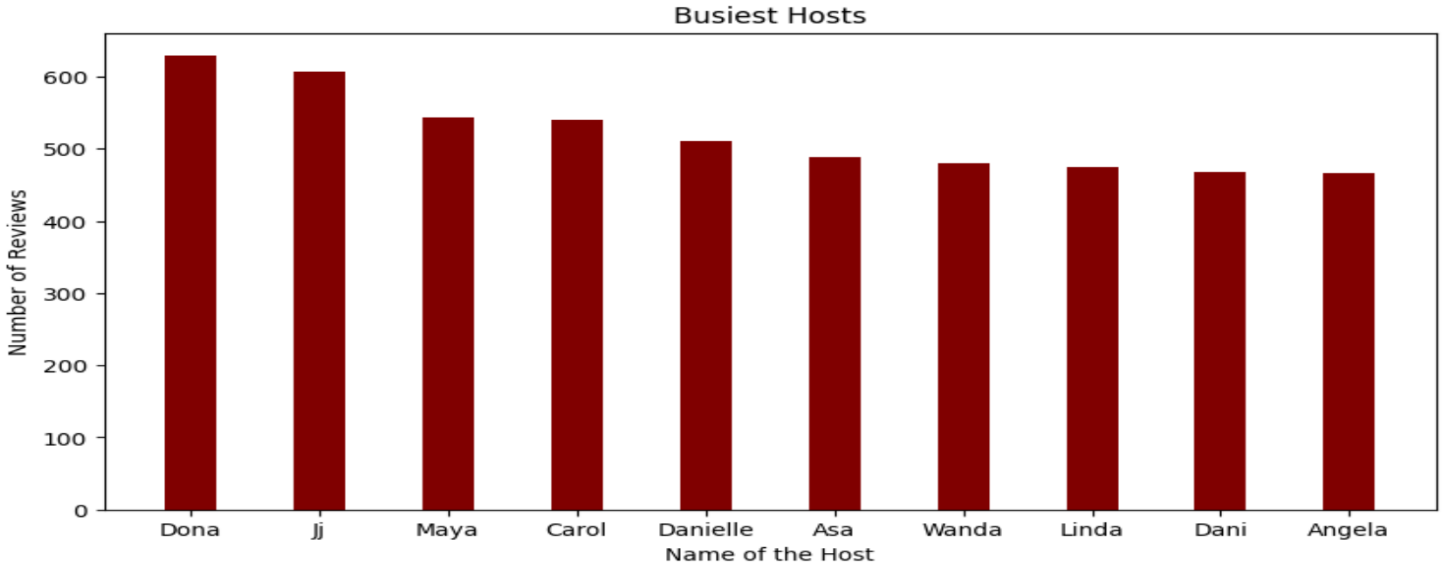 Busiest Hosts
Number of Reviews
600
500
400
300
200
100
0
Dona Jj Maya Carol Danielle Asa Wanda Linda Dani Angela
Name of the Host